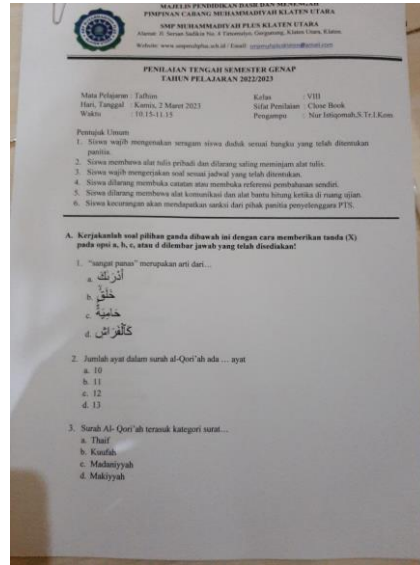 MAJELIS PENDIDIKAN DASAR DAN MENENGAH
PIMPINAN CABANG MUHAMMADIYAH KLATEN UTARA
SMP MUHAMMADIYAH PLUS KLATEN UTARA
PENILAIAN TENGAH SEMESTER GENAP
TAHUN PELAJARAN 2022/2023
Mata Pelajaran : Tafhim Kelas : VIII
Hari, Tanggal : Kamis, 2 Maret 2023 Sifat Penilaian : Close Book
Waktu : 10.15-11.15 Pengampu : Nur Istiqomah,S.Tr.I.Kom
Petunjuk Umum
1. Siswa wajib mengenakan seragam siswa duduk sesuai bangku yang telah ditentukan
panitia.
2. Siswa membawa alat tulis pribadi dan dilarang saling meminjam alat tulis.
3. Siswa wajib mengerjakan soal sesuai jadwal yang telah ditentukan.
4. Siswa dilarang membuka catatan atau membuka referensi pembahasan sendiri.
5. Siswa dilarang membawa alat komunikasi dan alat bantu hitung ketika di ruang ujian.
6. Siswa kecurangan akan mendapatkan sanksi dari pihak panitia penyelenggara PTS.
A. Kerjakanlah soal pilihan ganda dibawah ini dengan cara memberikan tanda (X)
pada opsi a, b, c, atau d dilembar jawab yang telah disediakan!
1. "sangat panas" merupakan arti dari…
a. أَدْرَىٰكَ
b.
c. حَامِيَةٌ
d. كَالْفَرَاشِ
2. Jumlah ayat dalam surah al-Qori'ah ada … ayat
a. 10
b. 11
c. 12
d. 13
3. Surah Al- Qori'ah terasuk kategori surat…
a. Thaif
b. Kuufah
c. Madaniyyah
d. Makiyyah